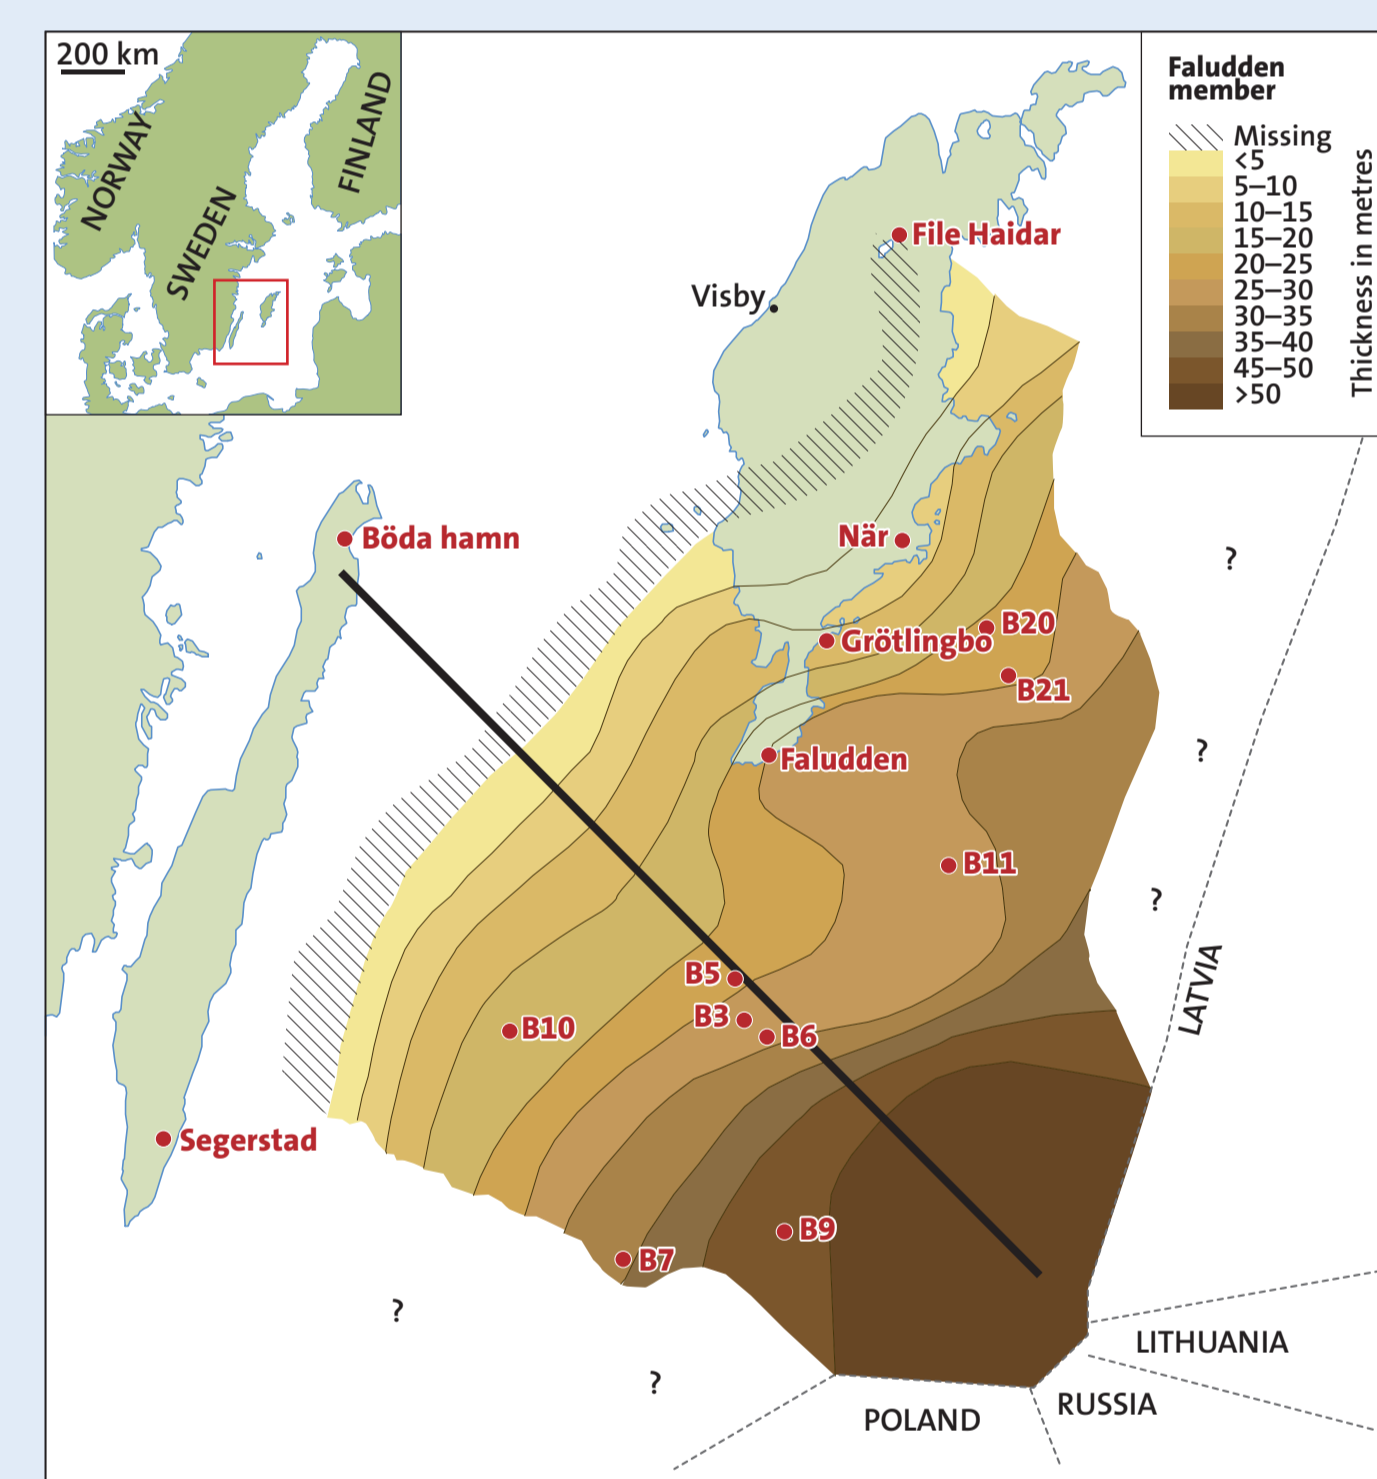 200 km
NORWAY
SWEDEN
FINLAND
Faludden
member
Missing
<5
5–10
10–15
15–20
20–25
25–30
30–35
35–40
45–50
>50
Thickness in metres
File Haidar
Visby
Böda hamn
När
?
Grötlingbo
B20
B21
?
Faludden
B11
?
B5
B3
B6
B10
LATVIA
Segerstad
B9
B7
?
?
LITHUANIA
RUSSIA
POLAND